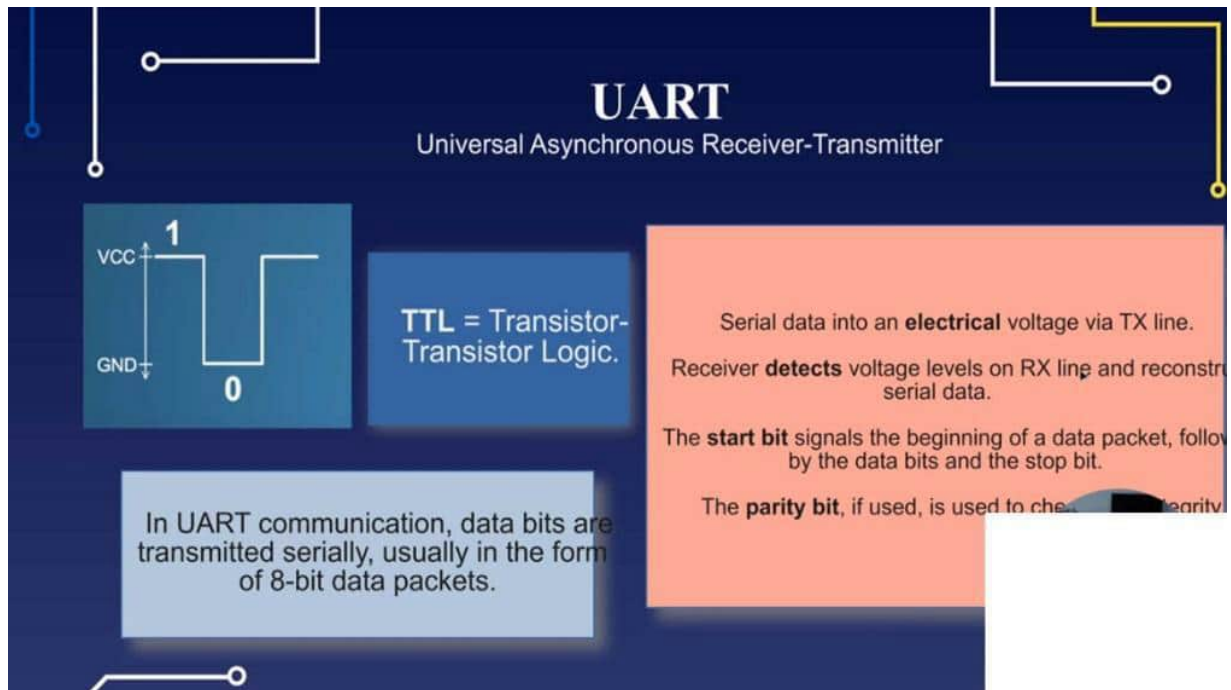 UART
Universal Asynchronous Receiver-Transmitter
1
VCC
GND
0
TTL = Transistor-
Transistor Logic.
Serial data into an electrical voltage via TX line.
Receiver detects voltage levels on RX line and
serial data.
The start bit signals the beginning of a data packet,
by the data bits and the stop bit.
The parity bit, if used, is used to
In UART communication, data bits are
transmitted serially, usually in the form
of 8-bit data packets.